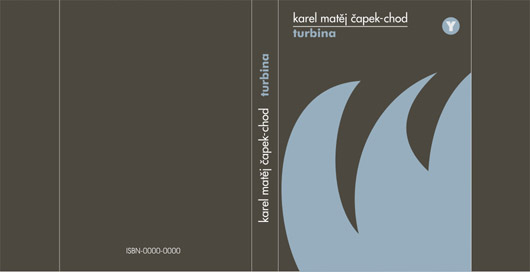 karel matěj čapek-chod
turbina
Y
karel matěj čapek-chod turbina
ISBN-0000-0000